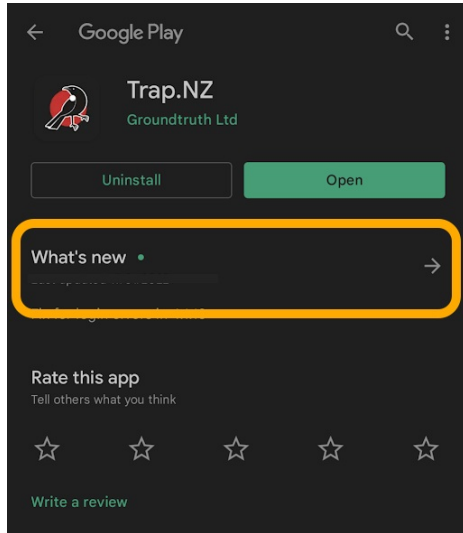 Google Play
Trap.NZ
Groundtruth Ltd
Uninstall
Open
What's new
Rate this app
Tell others what you think
Write a review